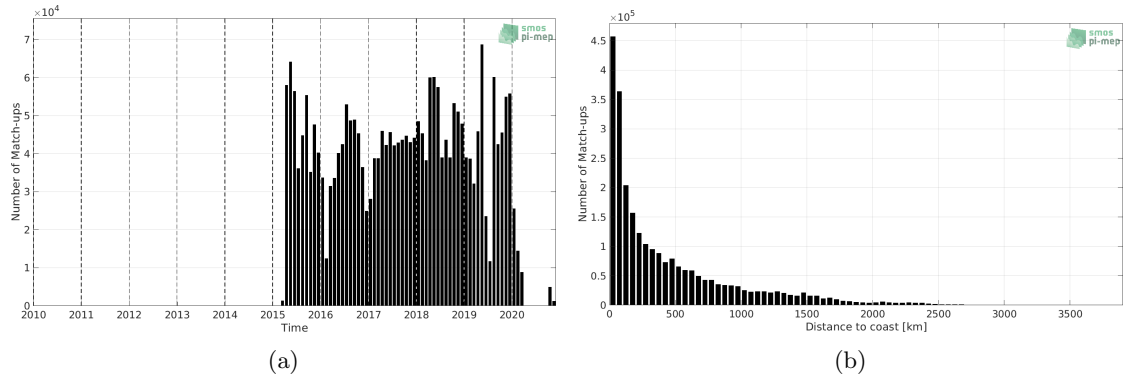 ×10⁴
7
6
5
4
3
2
1
0
Number of Match-ups
2010 2011 2012 2013 2014 2015 2016 2017 2018 2019 2020
Time
smos
pi-mep
(a)
×10⁵
4.5
4
3.5
3
2.5
2
1.5
1
0.5
0
Number of Match-ups
0 500 1000 1500 2000 2500 3000 3500
Distance to coast [km]
smos
pi-mep
(b)